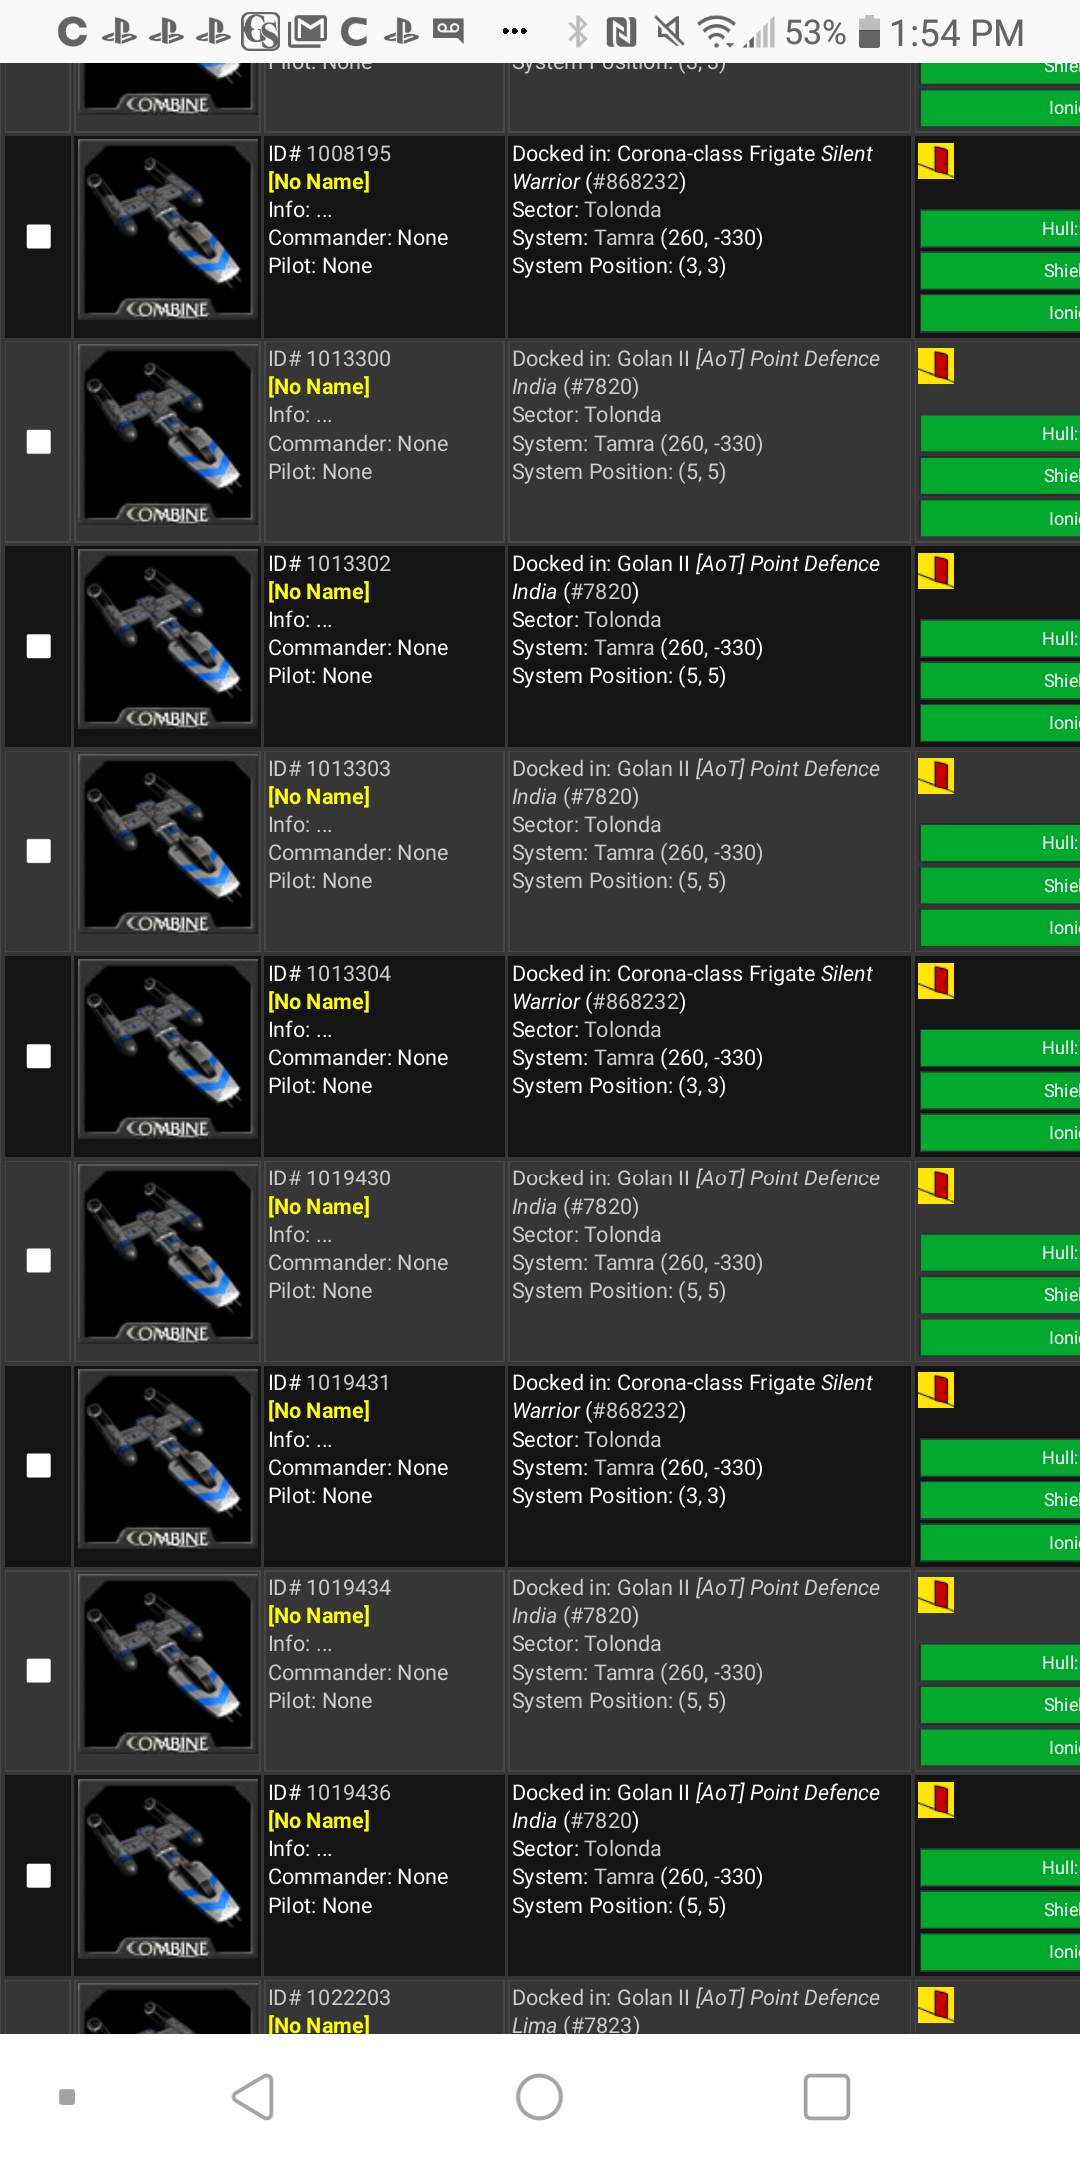 53% 1:54 PM
Pilot: None
System Position: (3, 3)
Shie
COMBINE
Ioni
ID# 1008195
[No Name]
Info: ...
Commander: None
Pilot: None
COMBINE
Docked in: Corona-class Frigate Silent
Warrior (#868232)
Sector: Tolonda
System: Tamra (260, -330)
System Position: (3, 3)
Hull:
Shiel
Ioni
ID# 1013300
[No Name]
Info: ...
Commander: None
Pilot: None
COMBINE
Docked in: Golan II [AoT] Point Defence
India (#7820)
Sector: Tolonda
System: Tamra (260, -330)
System Position: (5, 5)
Hull:
Shiel
Ioni
ID# 1013302
[No Name]
Info: ...
Commander: None
Pilot: None
COMBINE
Docked in: Golan II [AoT] Point Defence
India (#7820)
Sector: Tolonda
System: Tamra (260, -330)
System Position: (5, 5)
Hull:
Shiel
Ioni
ID# 1013303
[No Name]
Info: ...
Commander: None
Pilot: None
COMBINE
Docked in: Golan II [AoT] Point Defence
India (#7820)
Sector: Tolonda
System: Tamra (260, -330)
System Position: (5, 5)
Hull:
Shiel
Ioni
ID# 1013304
[No Name]
Info: ...
Commander: None
Pilot: None
COMBINE
Docked in: Corona-class Frigate Silent
Warrior (#868232)
Sector: Tolonda
System: Tamra (260, -330)
System Position: (3, 3)
Hull:
Shiel
Ioni
ID# 1019430
[No Name]
Info: ...
Commander: None
Pilot: None
COMBINE
Docked in: Golan II [AoT] Point Defence
India (#7820)
Sector: Tolonda
System: Tamra (260, -330)
System Position: (5, 5)
Hull:
Shiel
Ioni
ID# 1019431
[No Name]
Info: ...
Commander: None
Pilot: None
COMBINE
Docked in: Corona-class Frigate Silent
Warrior (#868232)
Sector: Tolonda
System: Tamra (260, -330)
System Position: (3, 3)
Hull:
Shiel
Ioni
ID# 1019434
[No Name]
Info: ...
Commander: None
Pilot: None
COMBINE
Docked in: Golan II [AoT] Point Defence
India (#7820)
Sector: Tolonda
System: Tamra (260, -330)
System Position: (5, 5)
Hull:
Shiel
Ioni
ID# 1019436
[No Name]
Info: ...
Commander: None
Pilot: None
COMBINE
Docked in: Golan II [AoT] Point Defence
India (#7820)
Sector: Tolonda
System: Tamra (260, -330)
System Position: (5, 5)
Hull:
Shiel
Ioni
ID# 1022203
[No Name]
Docked in: Golan II [AoT] Point Defence
Lima (#7823)